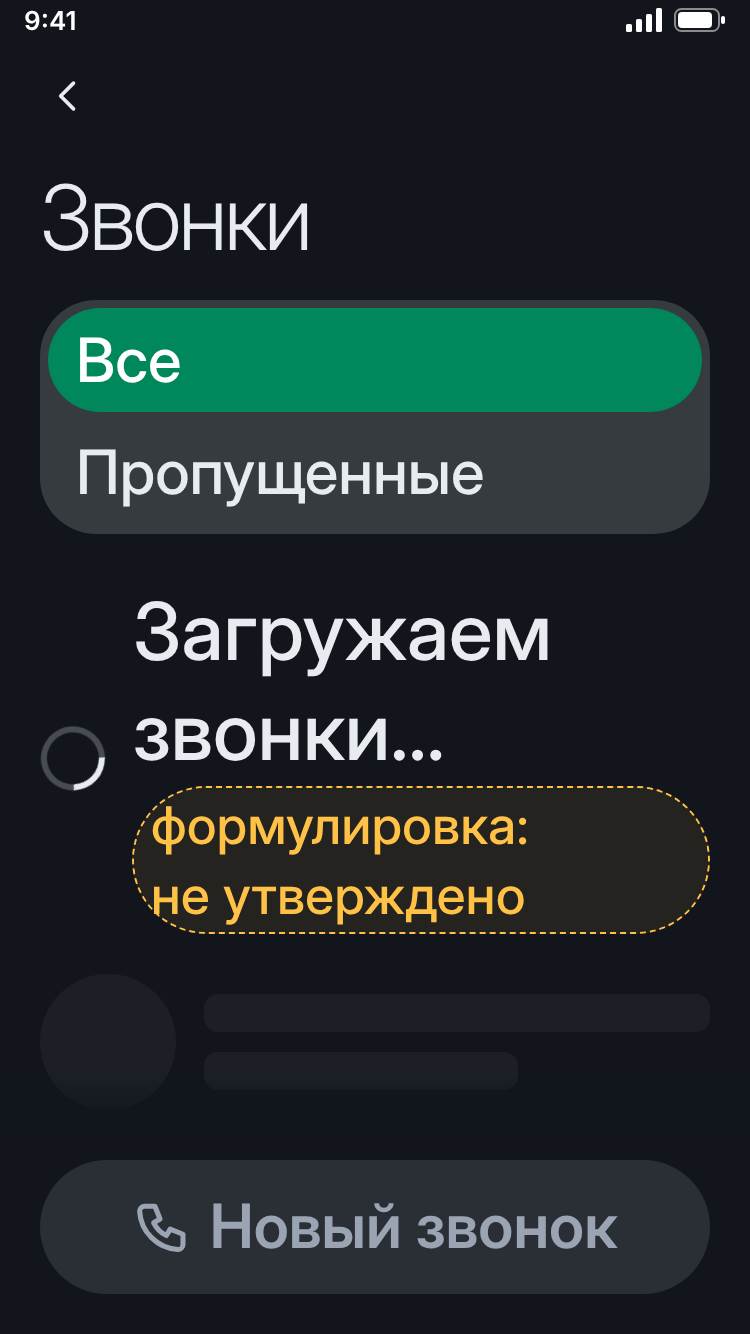 9:41
Звонки
Все
Пропущенные
Загружаем
звонки...
формулировка:
не утверждено
Новый звонок